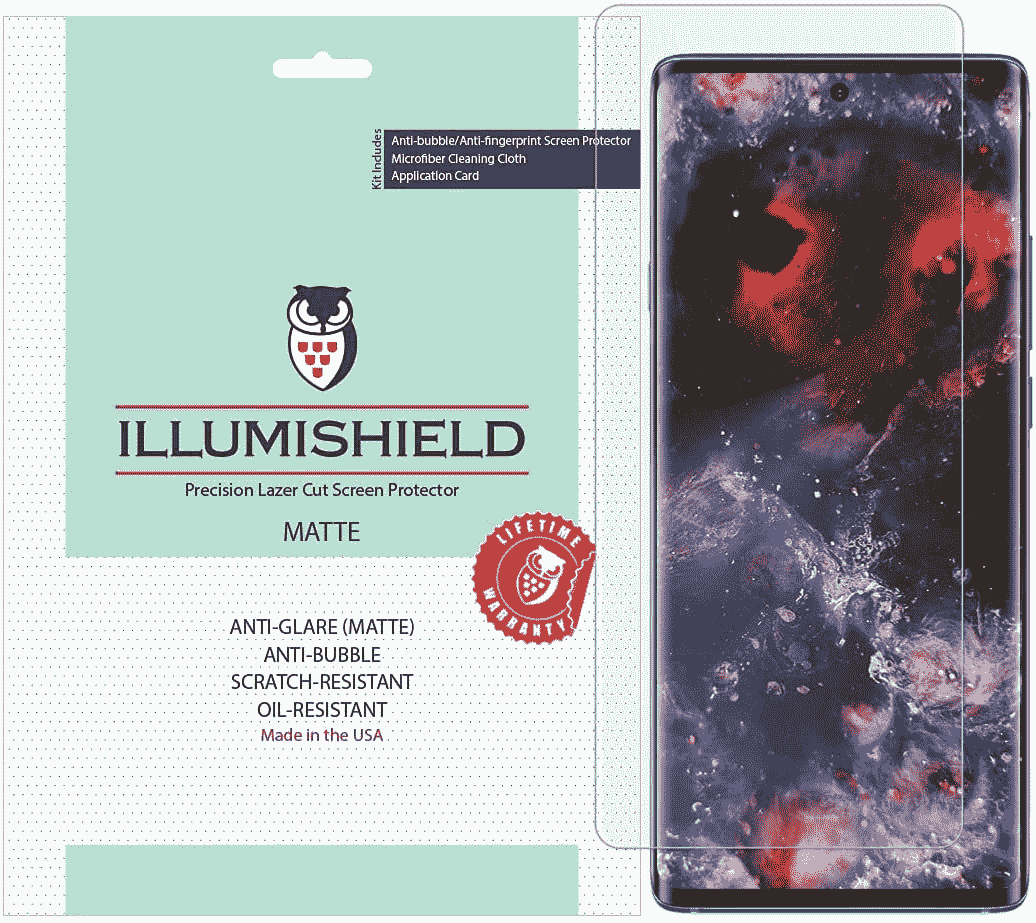 Kit Includes
Anti-bubble/Anti-fingerprint Screen Protector
Microfiber Cleaning Cloth
Application Card
ILLUMISHIELD
Precision Lazer Cut Screen Protector
MATTE
LIFETIME
WARRANTY
ANTI-GLARE (MATTE)
ANTI-BUBBLE
SCRATCH-RESISTANT
OIL-RESISTANT
Made in the USA